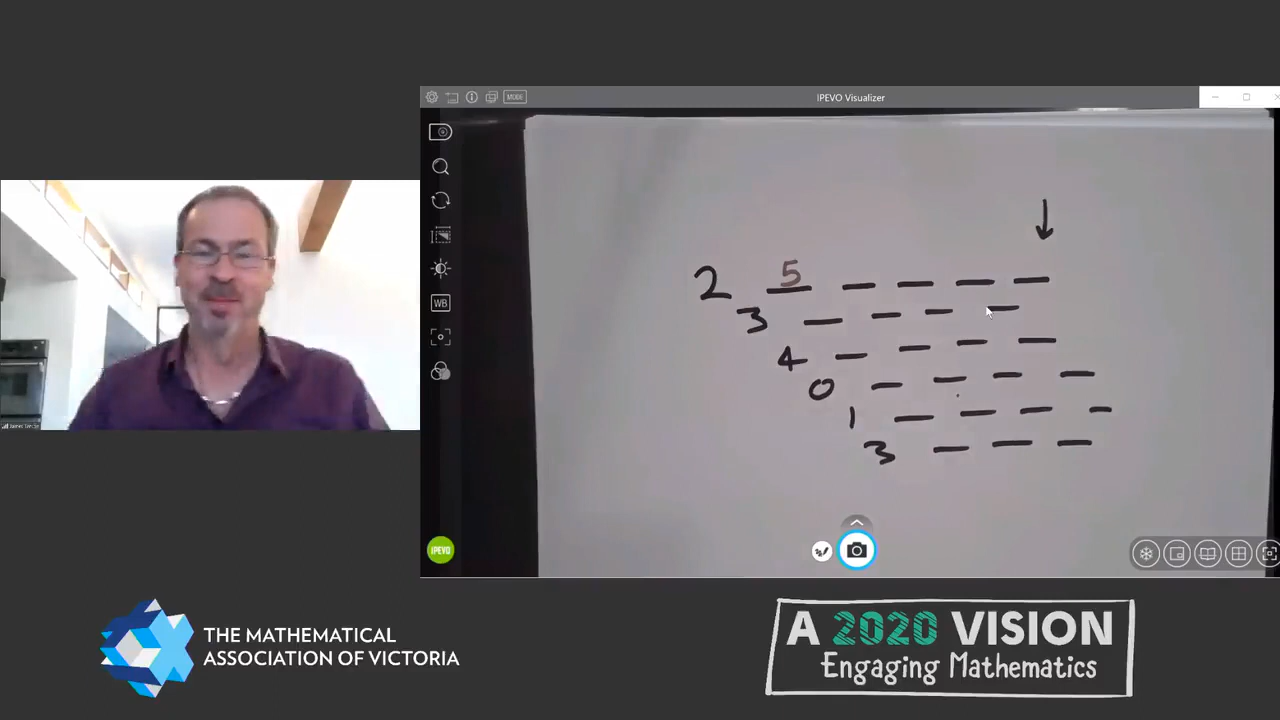 MODE
IPEVO Visualizer
WB
2 5 _ _ _ _
3 _ _ _ _
4 _ _ _ _
0 _ _ _ _
1 _ _ _ _
3 _ _ _
IPEVO
THE MATHEMATICAL
ASSOCIATION OF VICTORIA
A 2020 VISION
Engaging Mathematics